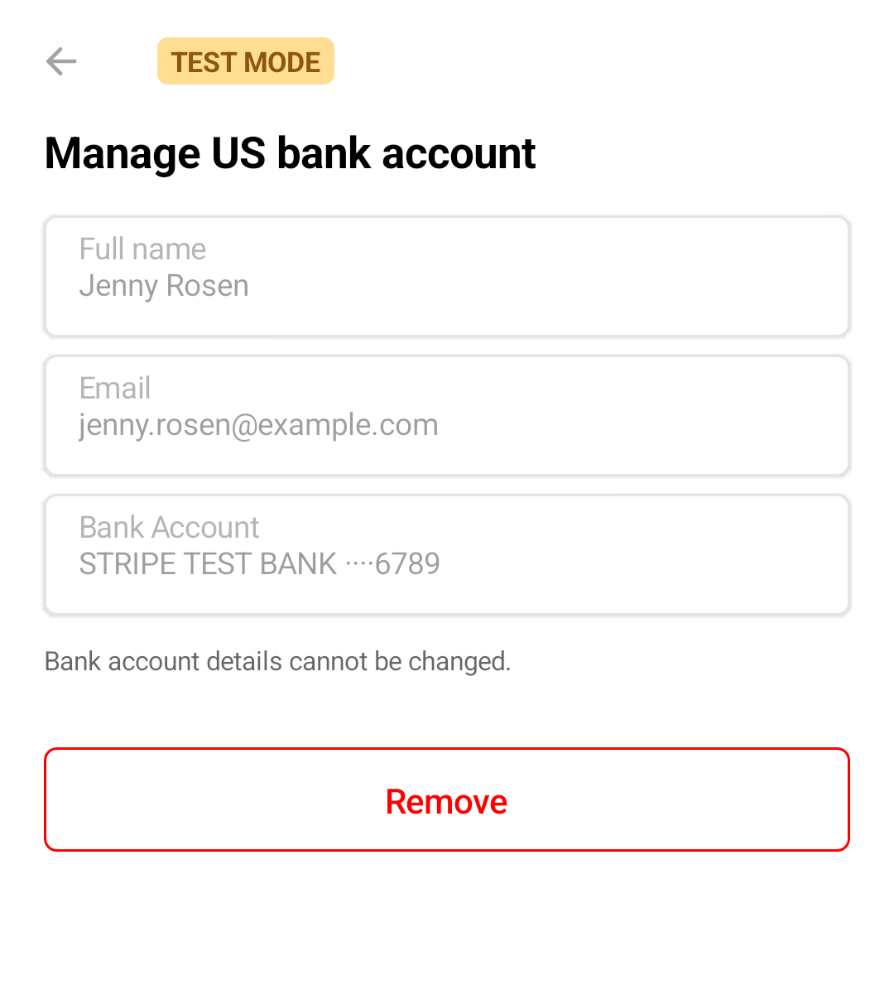 TEST MODE
Manage US bank account
Full name
Jenny Rosen
Email
jenny.rosen@example.com
Bank Account
STRIPE TEST BANK ····6789
Bank account details cannot be changed.
Remove